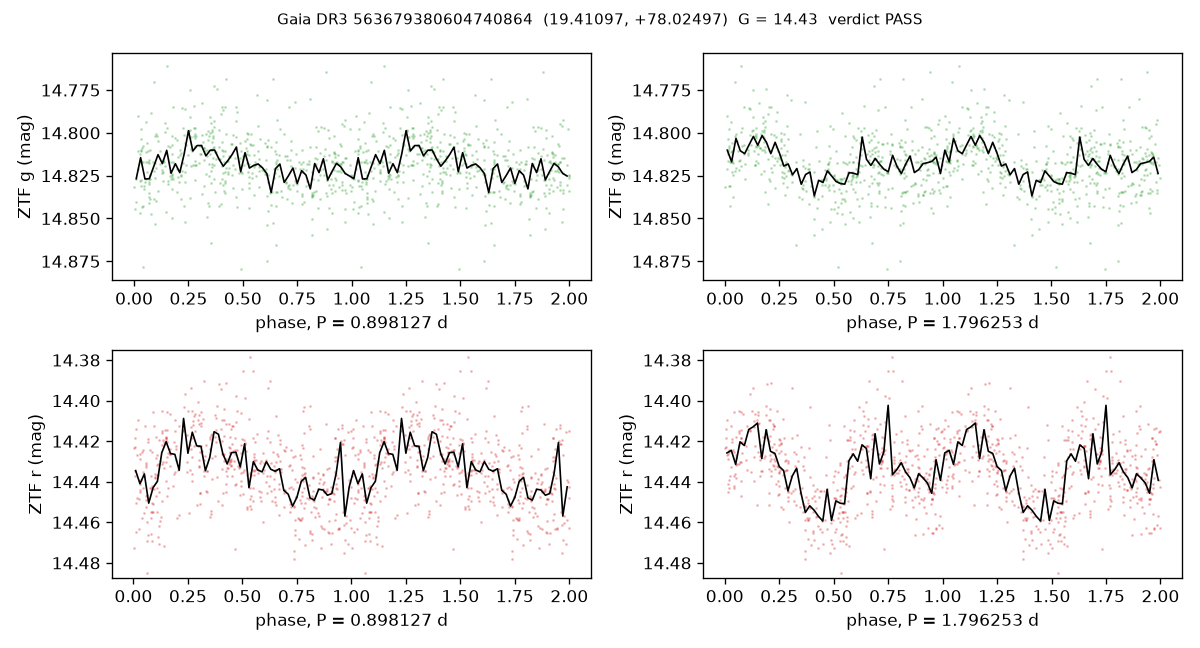 Gaia DR3 563679380604740864 (19.41097, +78.02497) G = 14.43 verdict PASS
ZTF g (mag)
14.775
14.800
14.825
14.850
14.875
0.00 0.25 0.50 0.75 1.00 1.25 1.50 1.75 2.00
phase, P = 0.898127 d
ZTF g (mag)
14.775
14.800
14.825
14.850
14.875
0.00 0.25 0.50 0.75 1.00 1.25 1.50 1.75 2.00
phase, P = 1.796253 d
ZTF r (mag)
14.38
14.40
14.42
14.44
14.46
14.48
0.00 0.25 0.50 0.75 1.00 1.25 1.50 1.75 2.00
phase, P = 0.898127 d
ZTF r (mag)
14.38
14.40
14.42
14.44
14.46
14.48
0.00 0.25 0.50 0.75 1.00 1.25 1.50 1.75 2.00
phase, P = 1.796253 d